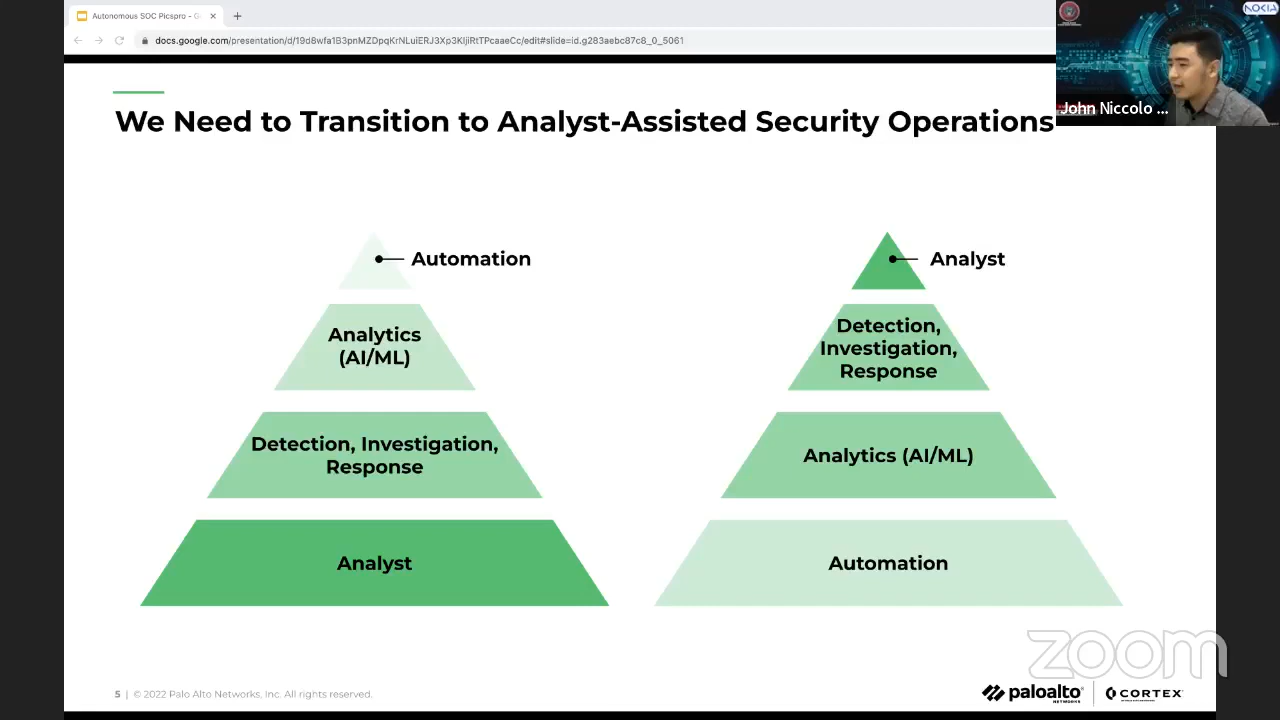 Autonomous SOC Picspro - G
docs.google.com/presentation/d/19d8wfa1B3pnMZDpqKrNLuiERJ3Xp3KIjiRtTPcaaeCc/edit#slide=id.g283aebc87c8_0_5061
NOKIA
John Niccolo ...
We Need to Transition to Analyst-Assisted Security Operations
Automation
Analytics
(AI/ML)
Detection, Investigation,
Response
Analyst
Analyst
Detection,
Investigation,
Response
Analytics (AI/ML)
Automation
zoom
5 | © 2022 Palo Alto Networks, Inc. All rights reserved.
paloalto
NETWORKS
CORTEX